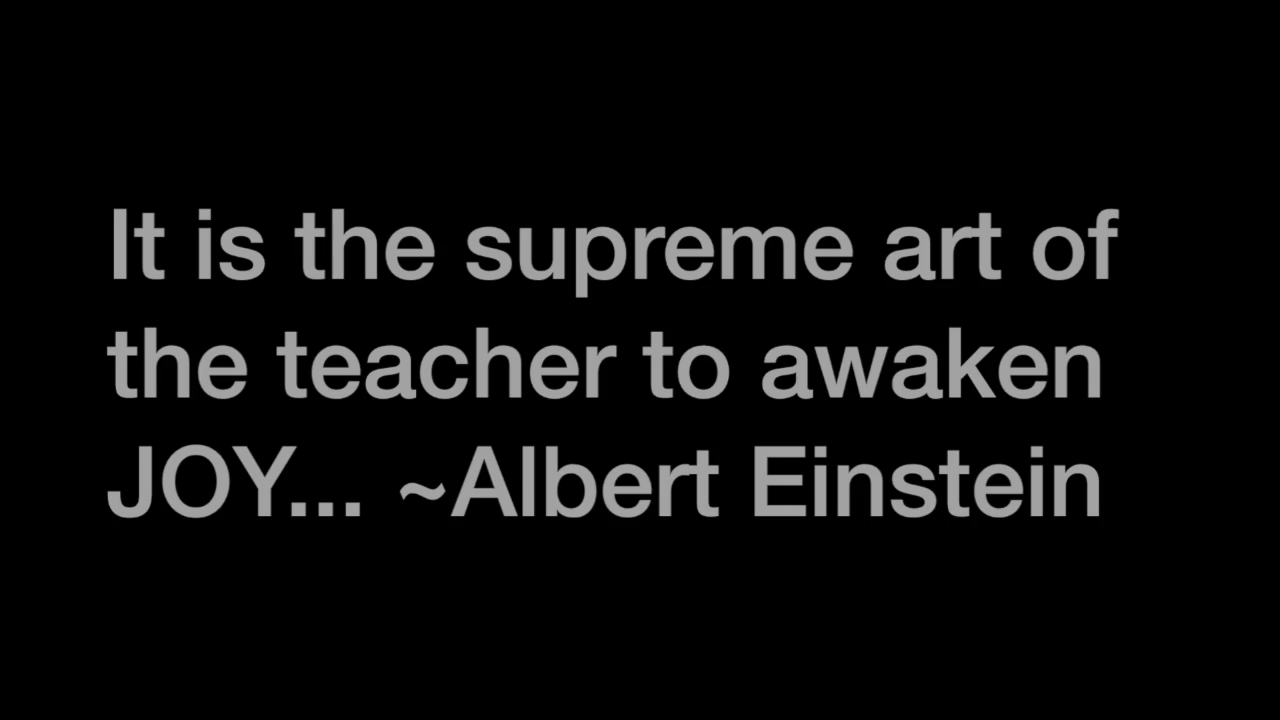 It is the supreme art of
the teacher to awaken
JOY... ~Albert Einstein